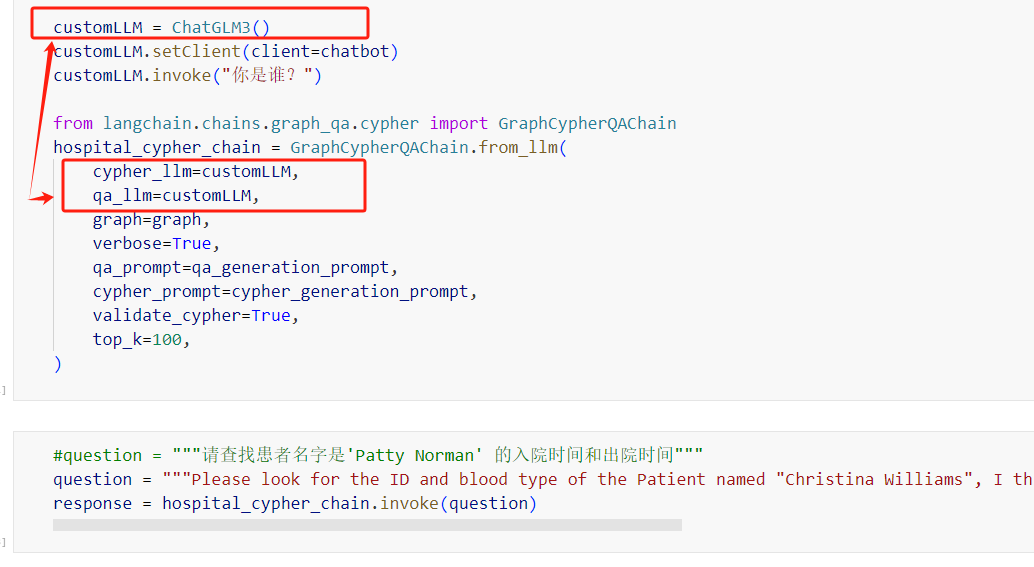 customLLM = ChatGLM3()
customLLM.setClient(client=chatbot)
customLLM.invoke("你是谁？")
from langchain.chains.graph_qa.cypher import GraphCypherQAChain
hospital_cypher_chain = GraphCypherQAChain.from_llm(
cypher_llm=customLLM,
qa_llm=customLLM,
graph=graph,
verbose=True,
qa_prompt=qa_generation_prompt,
cypher_prompt=cypher_generation_prompt,
validate_cypher=True,
top_k=100,
)
]
#question = """请查找患者名字是'Patty Norman' 的入院时间和出院时间"""
question = """Please look for the ID and blood type of the Patient named "Christina Williams", I th
response = hospital_cypher_chain.invoke(question)
]